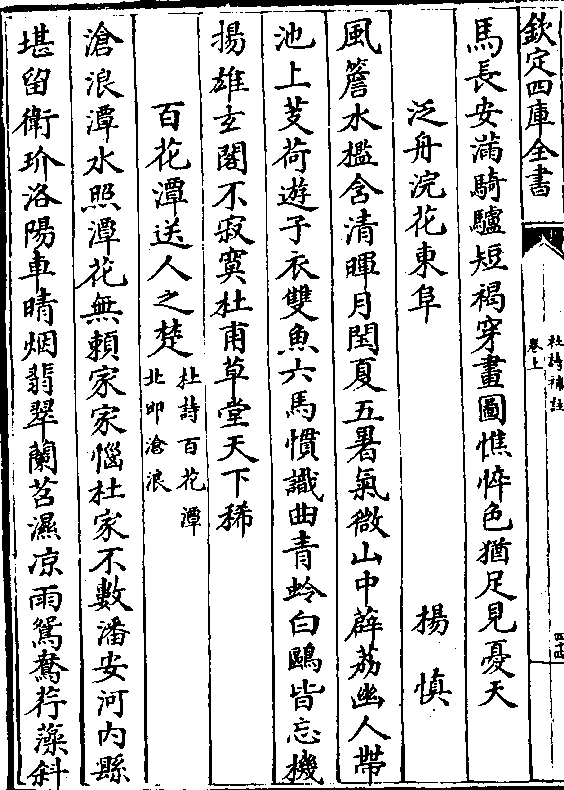 欽定四庫全書
杜詩補註
卷上
四十四
馬長安滿騎驢短褐穿畫圖憔悴色猶足見憂天
泛舟浣花東阜
揚慎
風簷水檻含清暉月閏夏五暑氣微山中薜荔幽人帶
池上芰荷遊子衣雙魚六馬慣識曲青蛉白鷗皆忘機
揚雄玄閣不寂寞杜甫草堂天下稀
百花潭送人之楚
杜詩百花潭
北即滄浪
滄浪潭水照潭花無賴家家惱杜家不數潘安河内縣
堪留衛玠洛陽車晴烟翡翠蘭苕濕凉雨鴛鴦荇藻斜